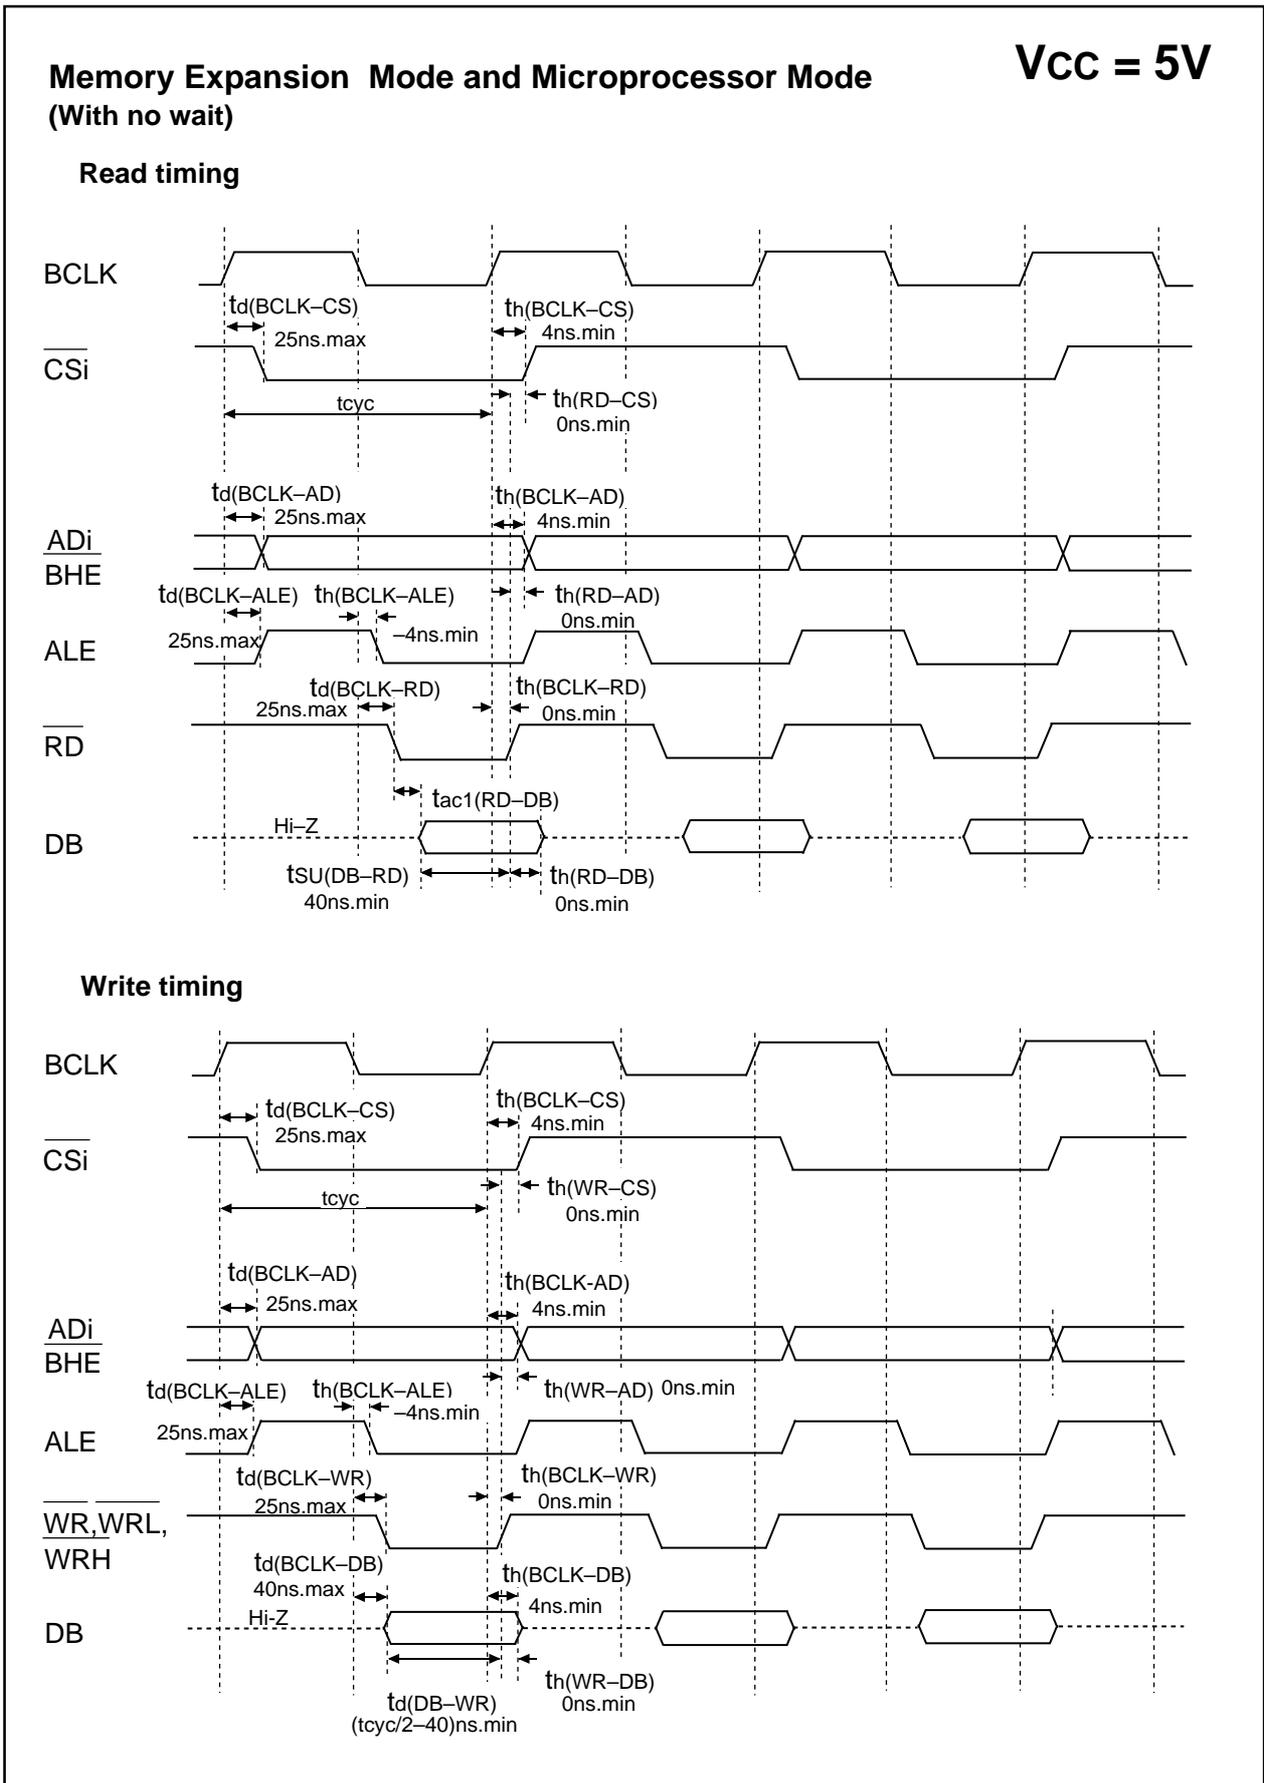 VCC = 5V
Memory Expansion Mode and Microprocessor Mode
(With no wait)
Read timing
BCLK
td(BCLK–CS)
25ns.max
th(BCLK–CS)
4ns.min
CSi
tcyc
th(RD–CS)
0ns.min
td(BCLK–AD)
25ns.max
th(BCLK–AD)
4ns.min
ADi
BHE
td(BCLK–ALE)
25ns.max
th(BCLK–ALE)
–4ns.min
th(RD–AD)
0ns.min
ALE
td(BCLK–RD)
25ns.max
th(BCLK–RD)
0ns.min
RD
tac1(RD–DB)
Hi–Z
DB
tSU(DB–RD)
40ns.min
th(RD–DB)
0ns.min
Write timing
BCLK
td(BCLK–CS)
25ns.max
th(BCLK–CS)
4ns.min
CSi
tcyc
th(WR–CS)
0ns.min
td(BCLK–AD)
25ns.max
th(BCLK-AD)
4ns.min
ADi
BHE
td(BCLK–ALE)
25ns.max
th(BCLK–ALE)
–4ns.min
th(WR–AD) 0ns.min
ALE
td(BCLK–WR)
25ns.max
th(BCLK–WR)
0ns.min
WR,WRL,
WRH
td(BCLK–DB)
40ns.max
th(BCLK–DB)
4ns.min
Hi-Z
DB
td(DB–WR)
(tcyc/2–40)ns.min
th(WR–DB)
0ns.min